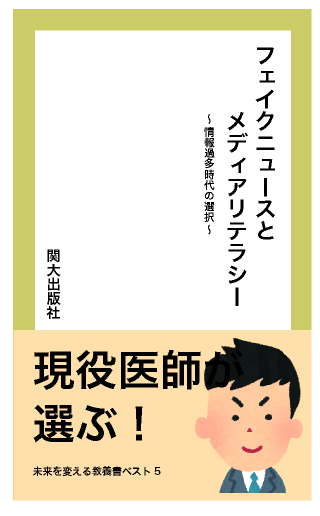 フェイクニュースと
メディアリテラシー
～情報過多時代の選択～
関大出版社
現役医師が
選ぶ！
未来を変える教養書ベスト5